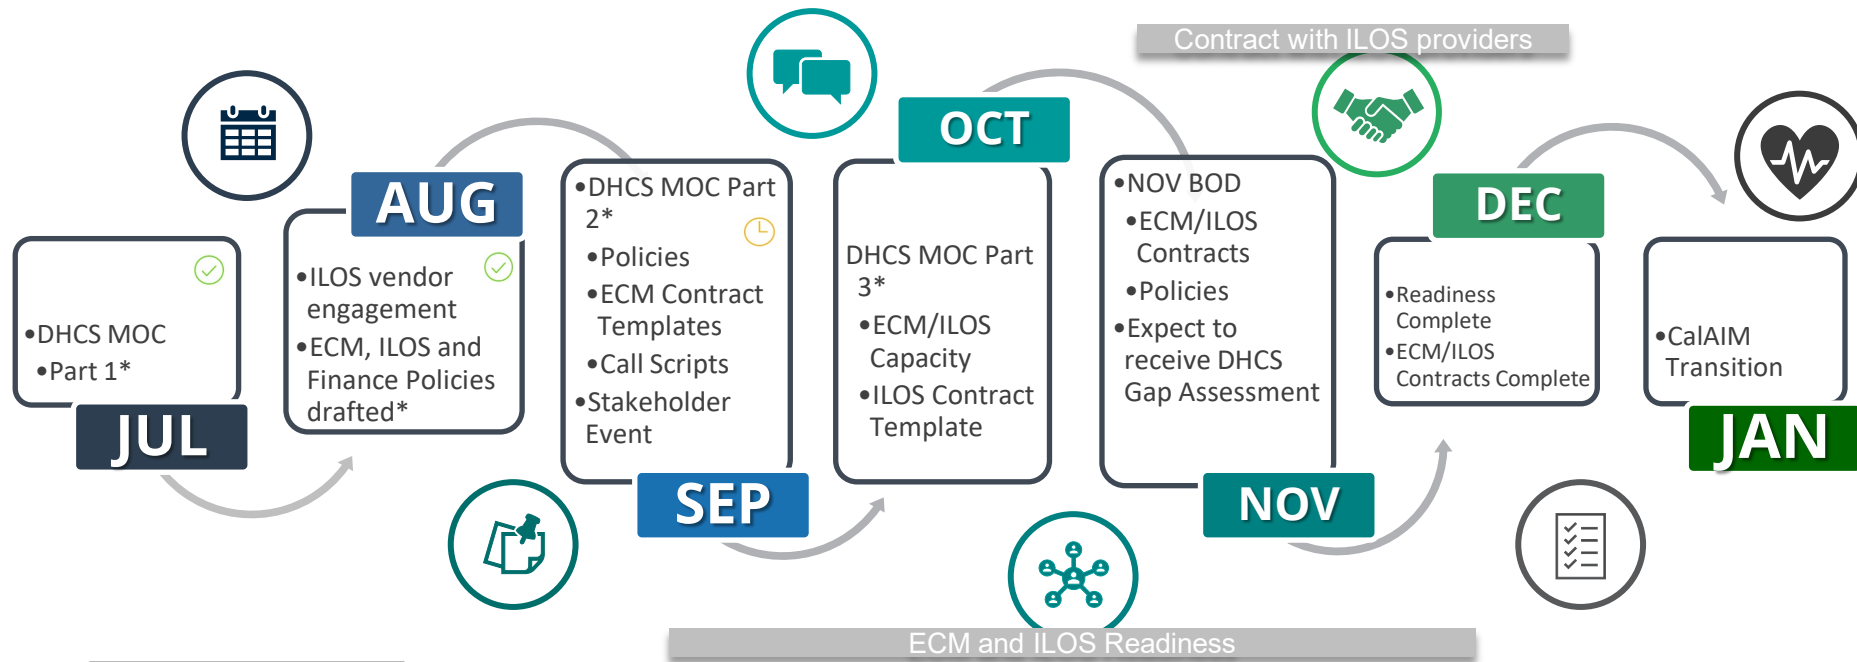 Contract with ILOS providers
JUL
•DHCS MOC
•Part 1*
AUG
•ILOS vendor
engagement
•ECM, ILOS and
Finance Policies
drafted*
•DHCS MOC Part
2*
•Policies
•ECM Contract
Templates
•Call Scripts
•Stakeholder
Event
SEP
OCT
DHCS MOC Part
3*
•ECM/ILOS
Capacity
•ILOS Contract
Template
•NOV BOD
•ECM/ILOS
Contracts
•Policies
•Expect to
receive DHCS
Gap Assessment
NOV
DEC
•Readiness
Complete
•ECM/ILOS
Contracts Complete
•CalAIM
Transition
JAN
ECM and ILOS Readiness